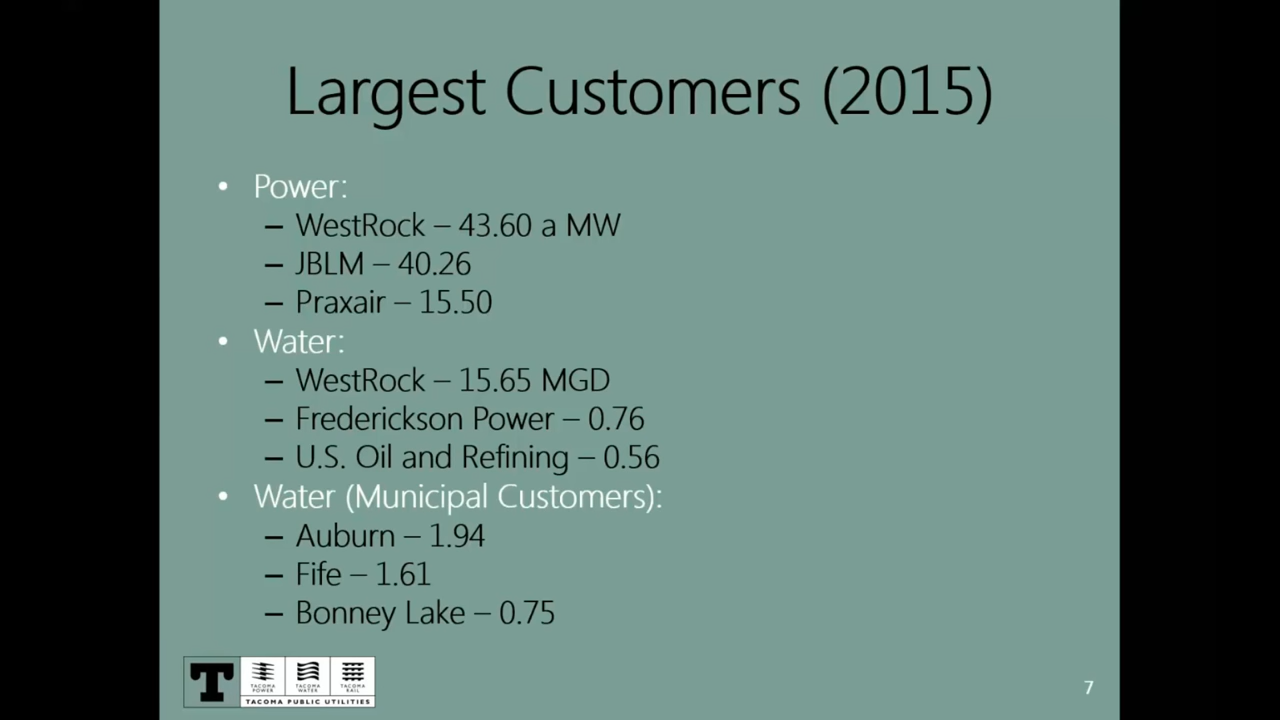 Largest Customers (2015)
• Power:
– WestRock – 43.60 a MW
– JBLM – 40.26
– Praxair – 15.50
• Water:
– WestRock – 15.65 MGD
– Frederickson Power – 0.76
– U.S. Oil and Refining – 0.56
• Water (Municipal Customers):
– Auburn – 1.94
– Fife – 1.61
– Bonney Lake – 0.75
T
TACOMA POWER
TACOMA WATER
TACOMA RAIL
TACOMA PUBLIC UTILITIES
7